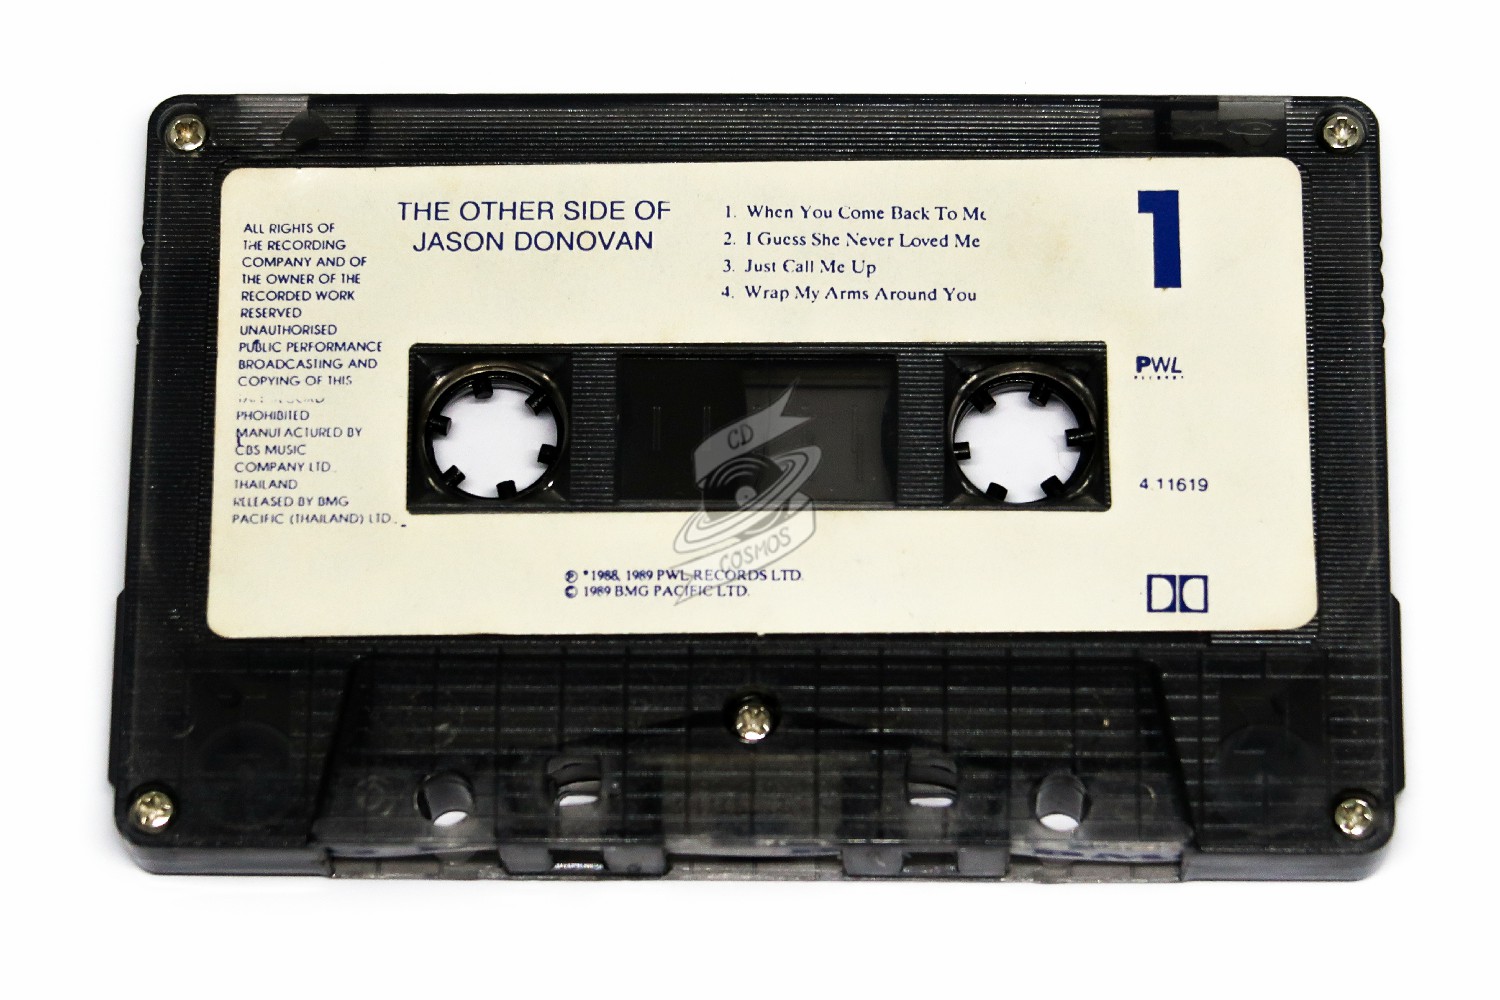 ALL RIGHTS OF
THE RECORDING
COMPANY AND OF
THE OWNER OF THE
RECORDED WORK
RESERVED
UNAUTHORISED
PUBLIC PERFORMANCE
BROADCASTING AND
COPYING OF THIS
PHOHIBITED
MANUFACTURED BY
CBS MUSIC
COMPANY LTD.
THAILAND
RELEASED BY BMG
PACIFIC (THAILAND) LTD.
THE OTHER SIDE OF
JASON DONOVAN
1. When You Come Back To Me
2. I Guess She Never Loved Me
3. Just Call Me Up
4. Wrap My Arms Around You
1
PWL
4.11619
CD
COSMOS
℗ *1988, 1989 PWL RECORDS LTD.
© 1989 BMG PACIFIC LTD.